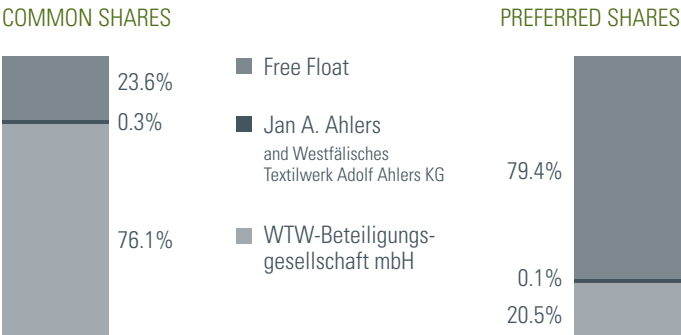 COMMON SHARES
23.6%
0.3%
76.1%
Free Float
Jan A. Ahlers
and Westfälisches
Textilwerk Adolf Ahlers KG
WTW-Beteiligungs-
gesellschaft mbH
PREFERRED SHARES
79.4%
0.1%
20.5%